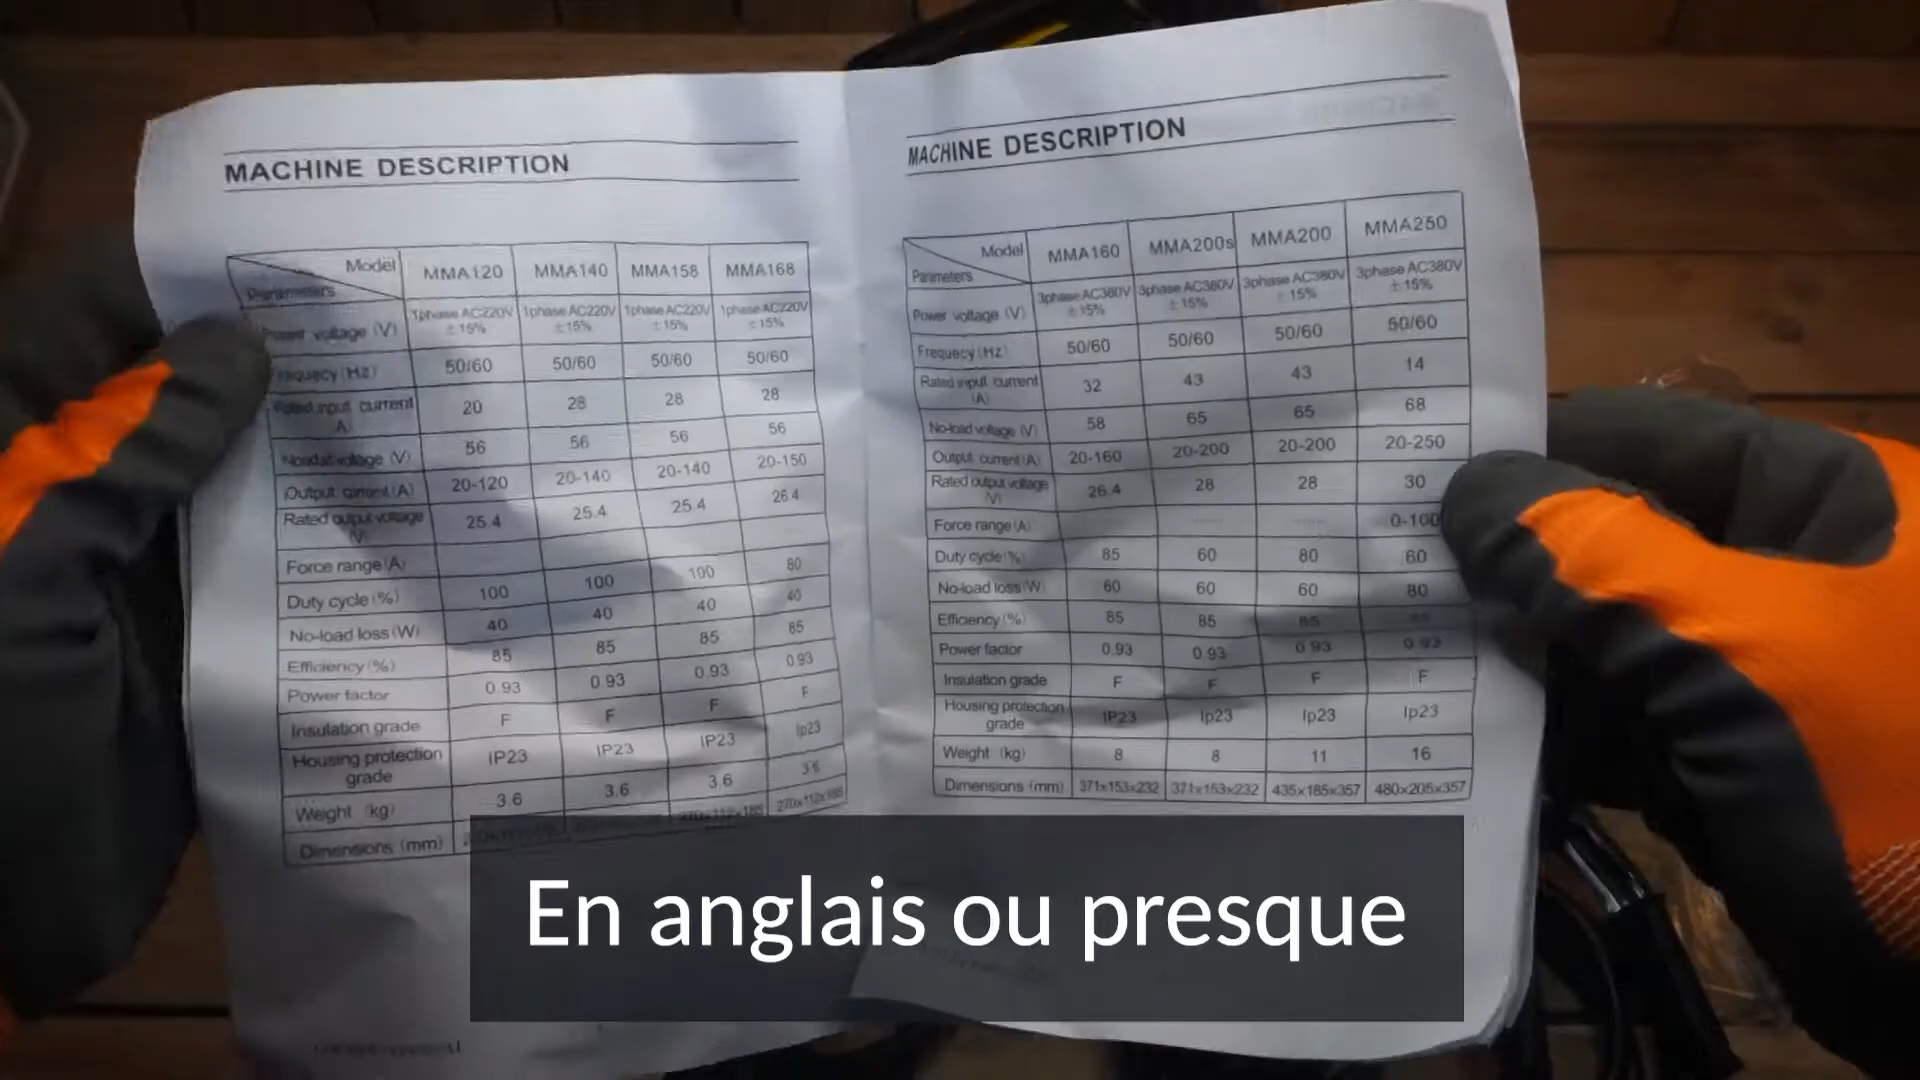 MACHINE DESCRIPTION
Model MMA120 MMA140 MMA158 MMA168
Parameters
Power voltage (V) 1phase AC220V ±15% 1phase AC220V ±15% 1phase AC220V ±15% 1phase AC220V ±15%
Frequecy (Hz) 50/60 50/60 50/60 50/60
Rated input current (A) 20 28 28 28
voltage (V) 56 56 56 56
Output current (A) 20-120 20-140 20-140 20-150
Rated output voltage (V) 25.4 25.4 25.4 26.4
Force range (A)
Duty cycle (%) 100 100 100 80
No-load loss (W) 40 40 40 40
Efficiency (%) 85 85 85 85
Power factor 0.93 0.93 0.93 0.93
Insulation grade F F F F
Housing protection grade IP23 IP23 IP23 Ip23
Weight (kg) 3.6 3.6 3.6 3.6
Dimensions (mm) 270x112x185 270x112x185
MACHINE DESCRIPTION
Model MMA160 MMA200s MMA200 MMA250
Parimeters
Power voltage (V) 3phase AC380V ±15% 3phase AC380V ±15% 3phase AC380V ±15% 3phase AC380V ±15%
Frequecy (Hz) 50/60 50/60 50/60 50/60
Rated input current (A) 32 43 43 14
No-load voltage (V) 58 65 65 68
Output current (A) 20-160 20-200 20-200 20-250
Rated output voltage (V) 26.4 28 28 30
Force range (A) 0-100
Duty cycle (%) 85 60 80 60
No-load loss (W) 60 60 60 80
Efficiency (%) 85 85 85
Power factor 0.93 0.93 0.93 0.93
Insulation grade F F F F
Housing protection grade IP23 Ip23 Ip23 Ip23
Weight (kg) 8 8 11 16
Dimensions (mm) 371x153x232 371x153x232 435x185x357 480x205x357
En anglais ou presque